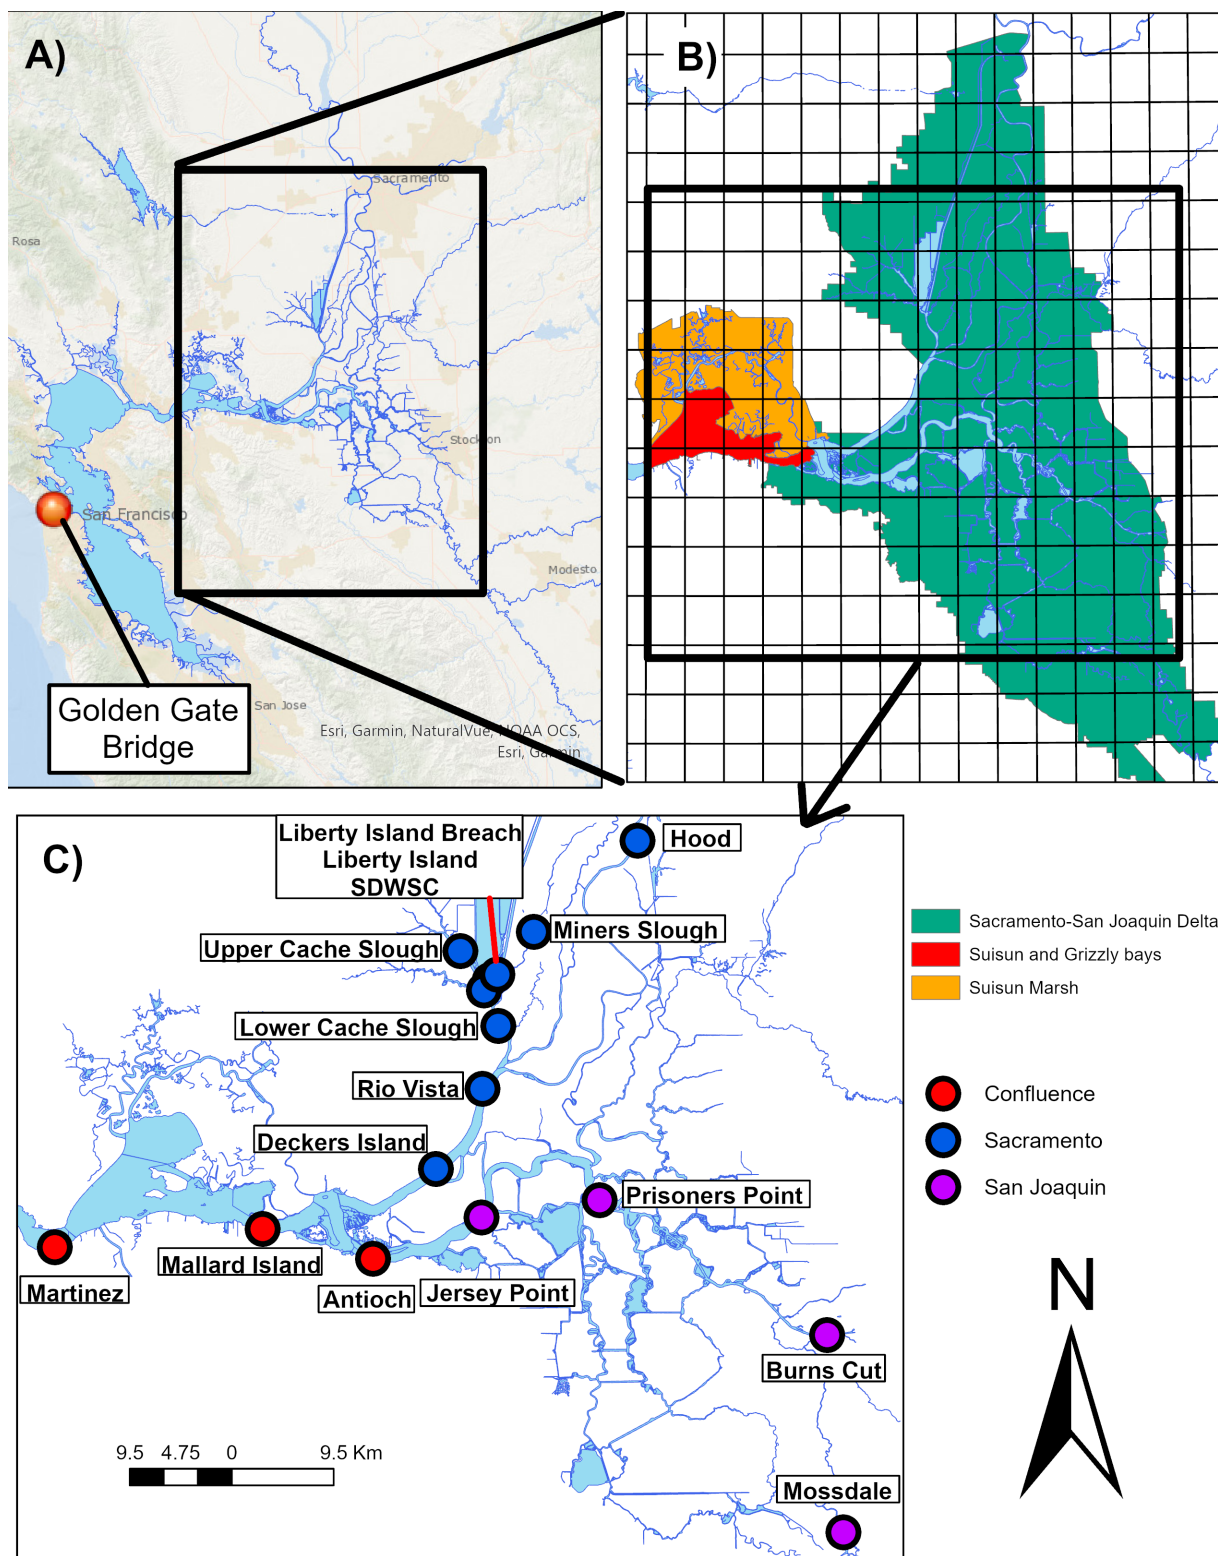 A)
B)
Sacramento
Rosa
Stockton
San Francisco
Modesto
Golden Gate
Bridge
San Jose
Esri, Garmin, NaturalVue, NOAA OCS,
Esri, Garmin
C)
Liberty Island Breach
Liberty Island
SDWSC
Hood
Miners Slough
Upper Cache Slough
Lower Cache Slough
Rio Vista
Deckers Island
Prisoners Point
Mallard Island
Martinez
Antioch
Jersey Point
Burns Cut
Mossdale
9.5 4.75 0 9.5 Km
Sacramento-San Joaquin Delta
Suisun and Grizzly bays
Suisun Marsh
Confluence
Sacramento
San Joaquin
N